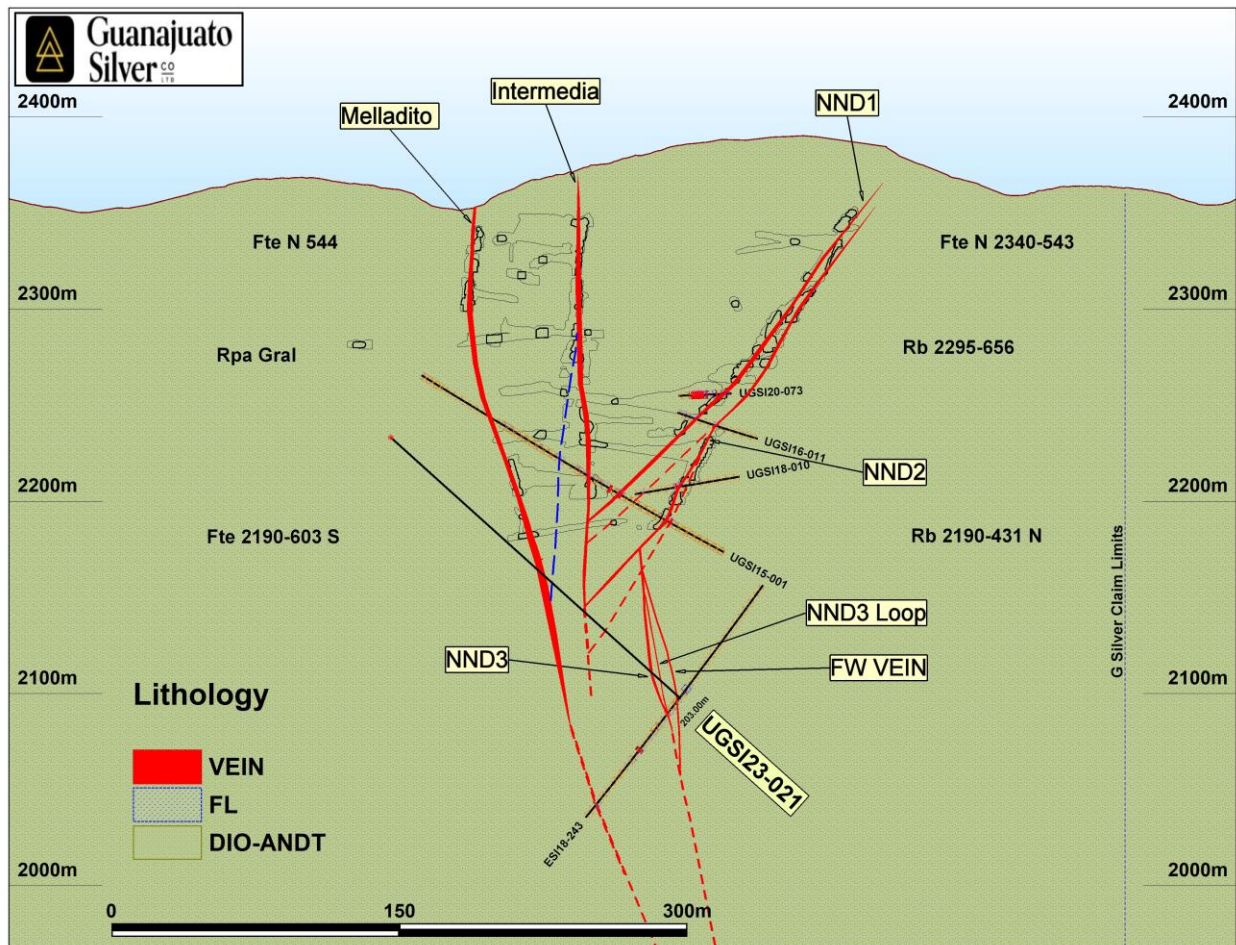 Guanajuato
Silver CO
LTD
2400m
2400m
Intermedia
NND1
Melladito
Fte N 544
Fte N 2340-543
2300m
2300m
Rpa Gral
Rb 2295-656
UGSI20-073
UGSI16-011
NND2
UGSI18-010
2200m
2200m
Fte 2190-603 S
Rb 2190-431 N
UGSI15-001
G Silver Claim Limits
NND3 Loop
NND3
FW VEIN
2100m
2100m
203.00m
UGSI23-021
ESI18-243
Lithology
VEIN
FL
DIO-ANDT
2000m
2000m
0
150
300m